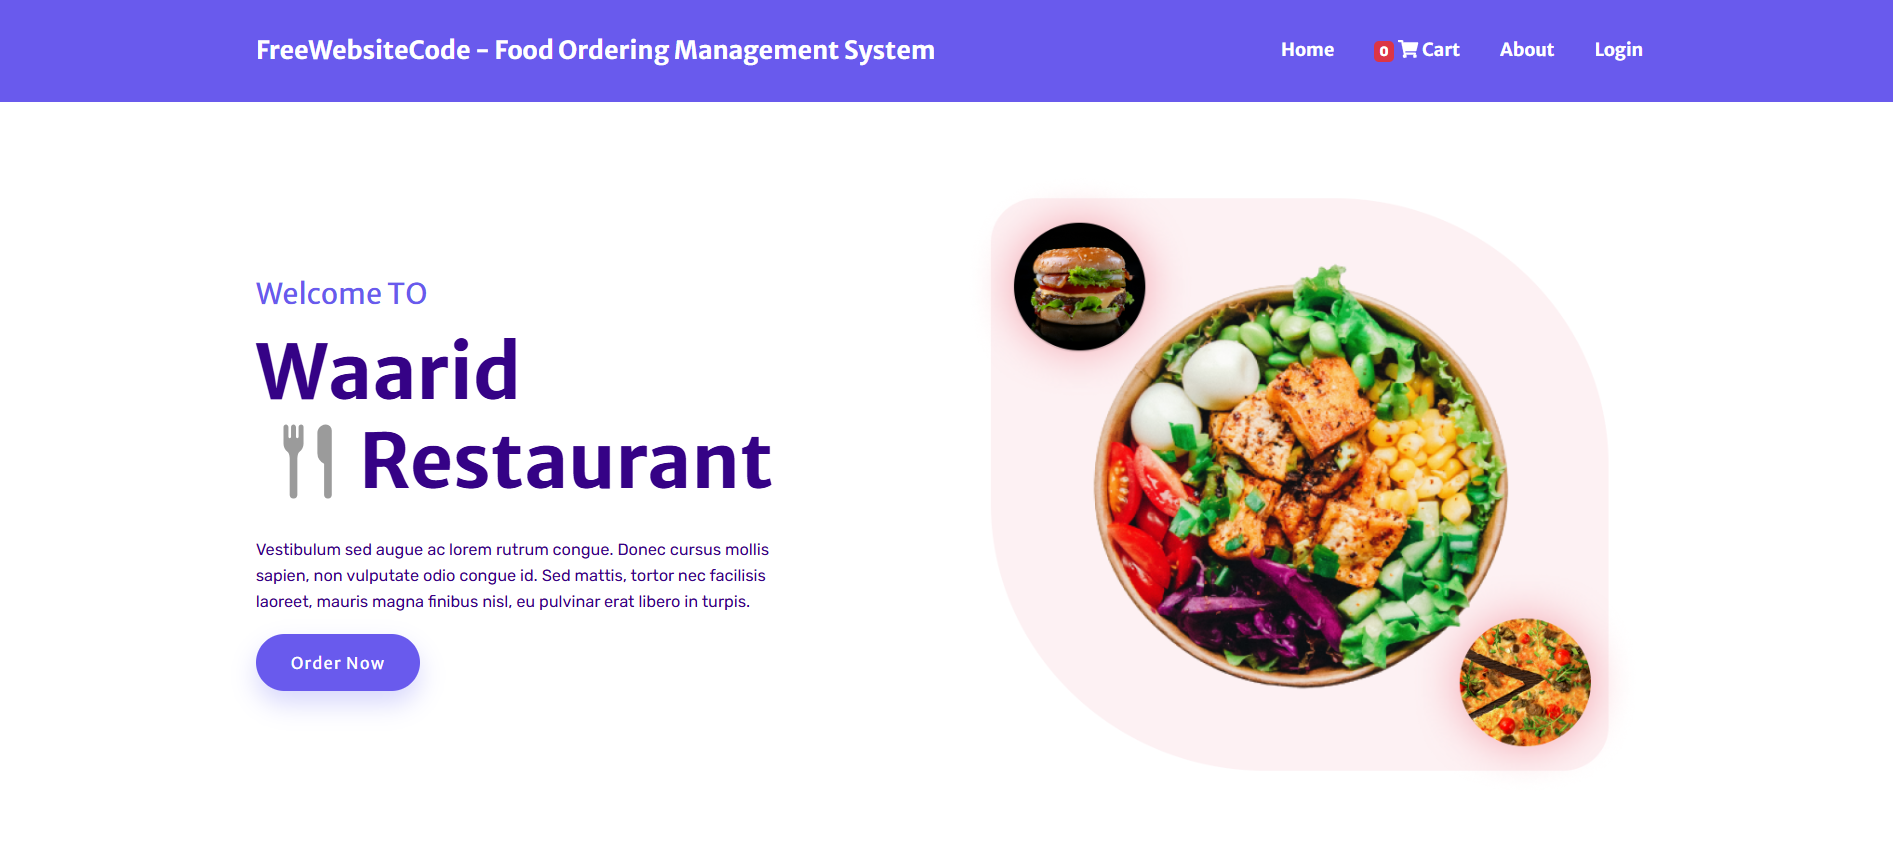 FreeWebsiteCode - Food Ordering Management System
Home 0 Cart About Login
Welcome TO
Waarid
Restaurant
Vestibulum sed augue ac lorem rutrum congue. Donec cursus mollis
sapien, non vulputate odio congue id. Sed mattis, tortor nec facilisis
laoreet, mauris magna finibus nisl, eu pulvinar erat libero in turpis.
Order Now